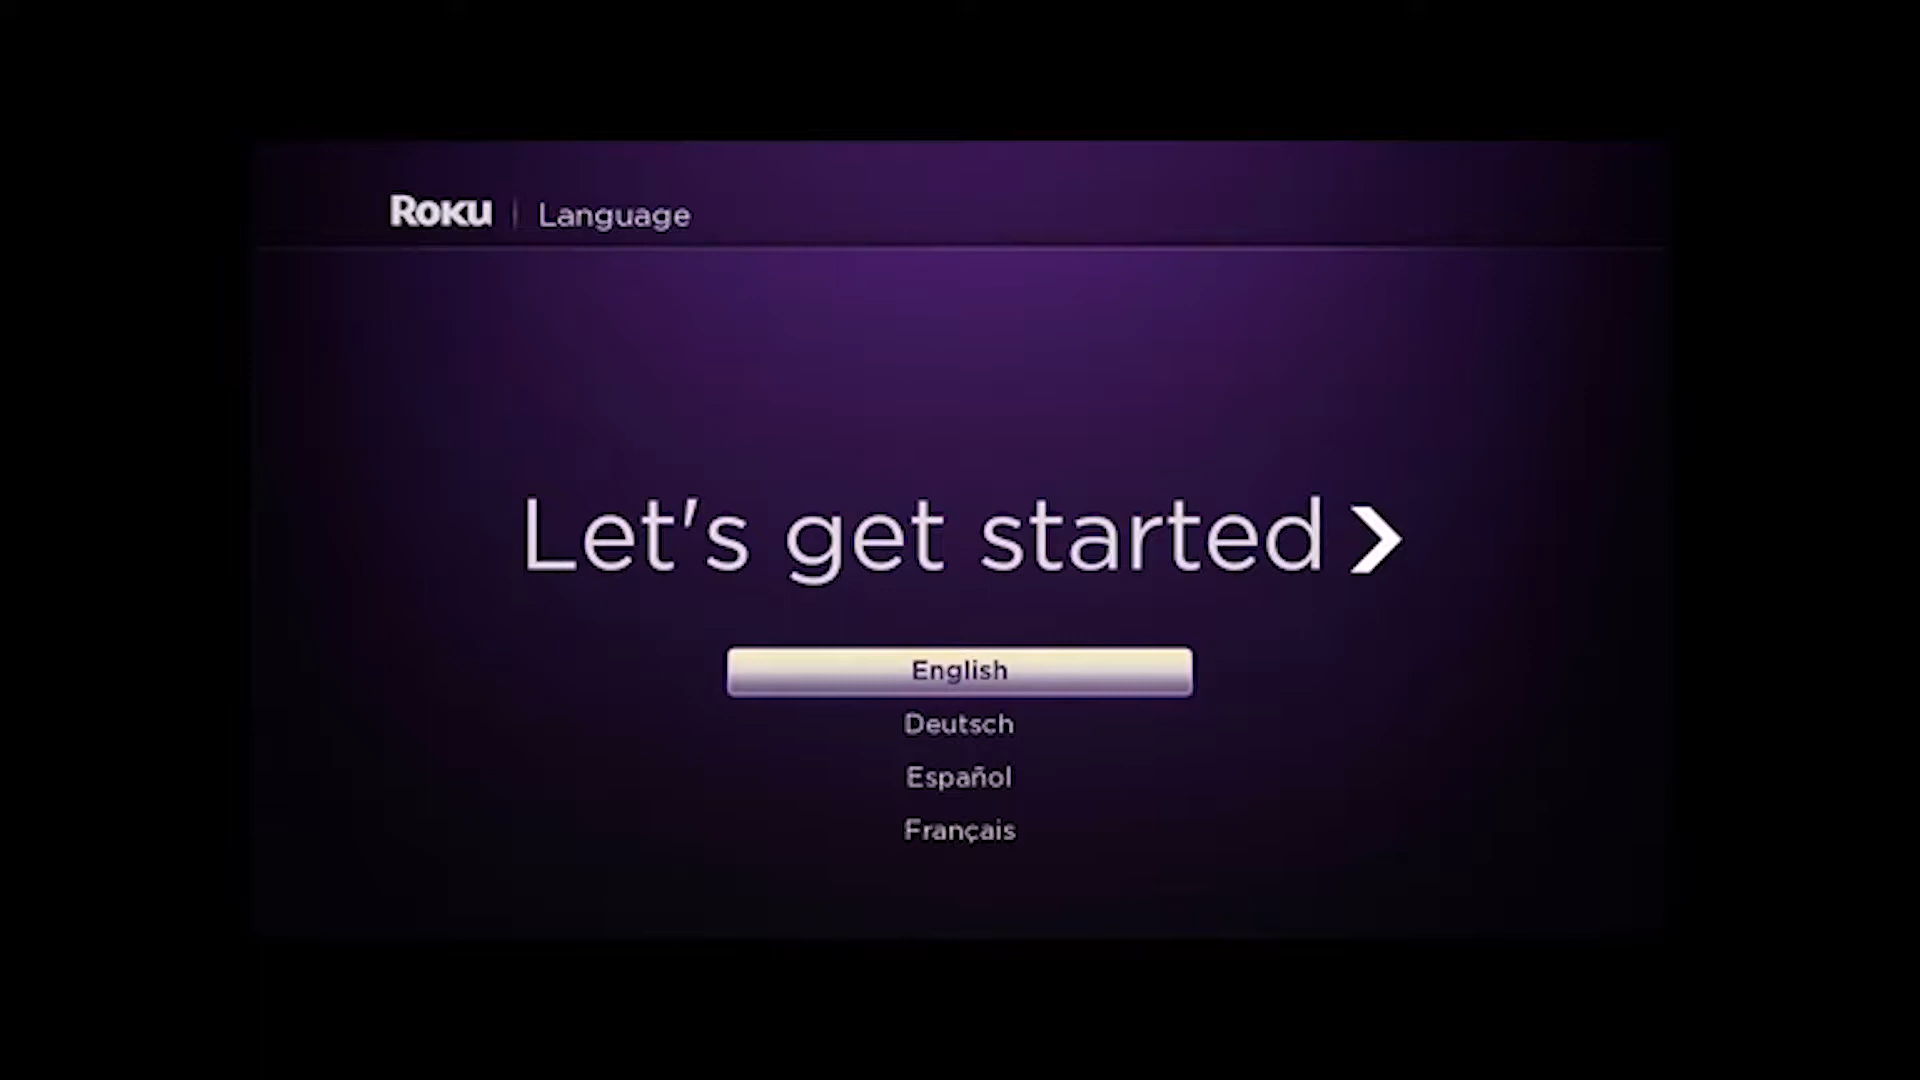 Roku | Language
Let's get started
English
Deutsch
Español
Français